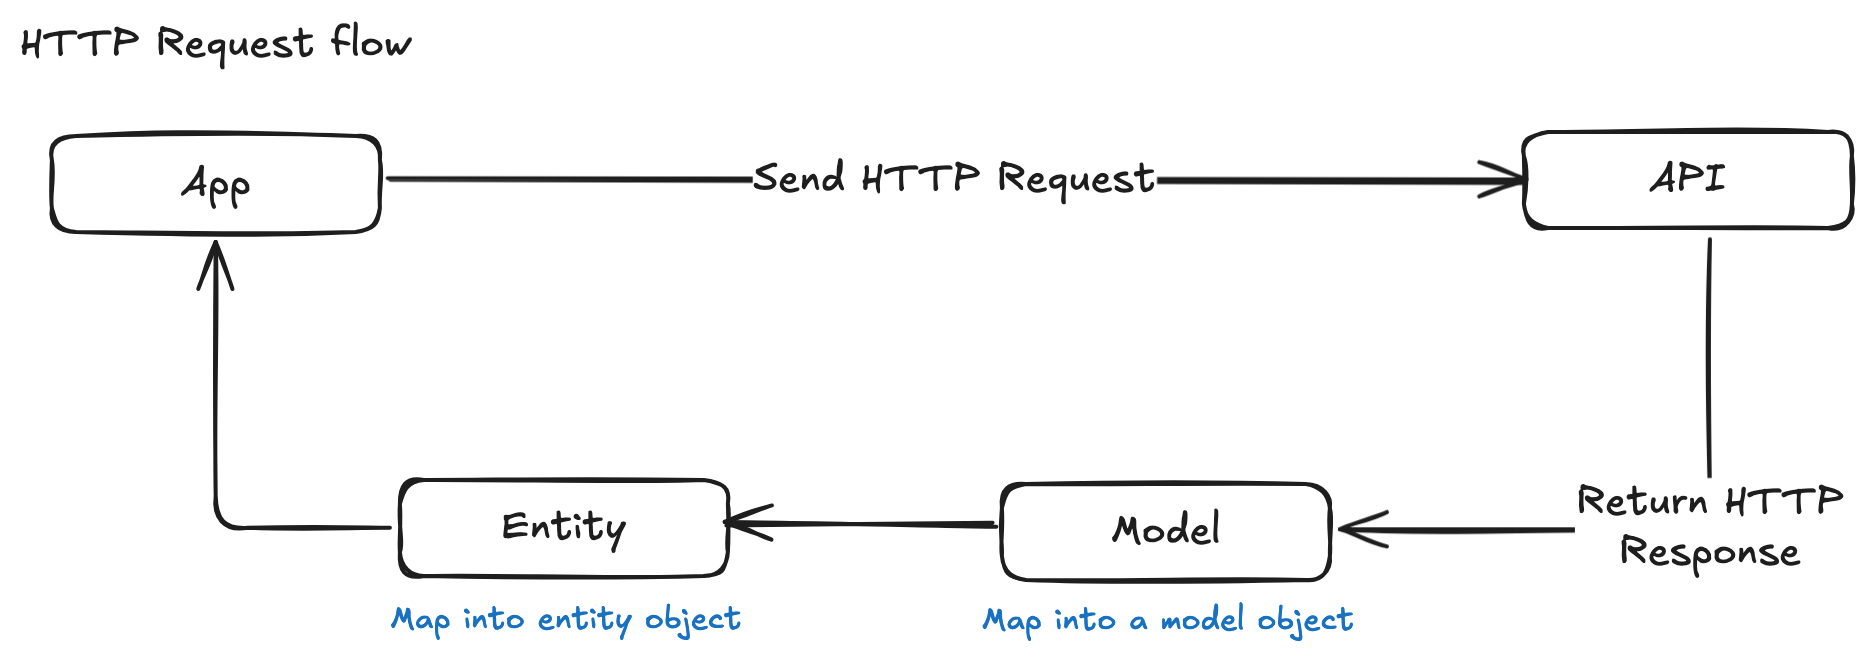 HTTP Request flow
App
Send HTTP Request
API
Return HTTP
Response
Entity
Model
Map into entity object
Map into a model object